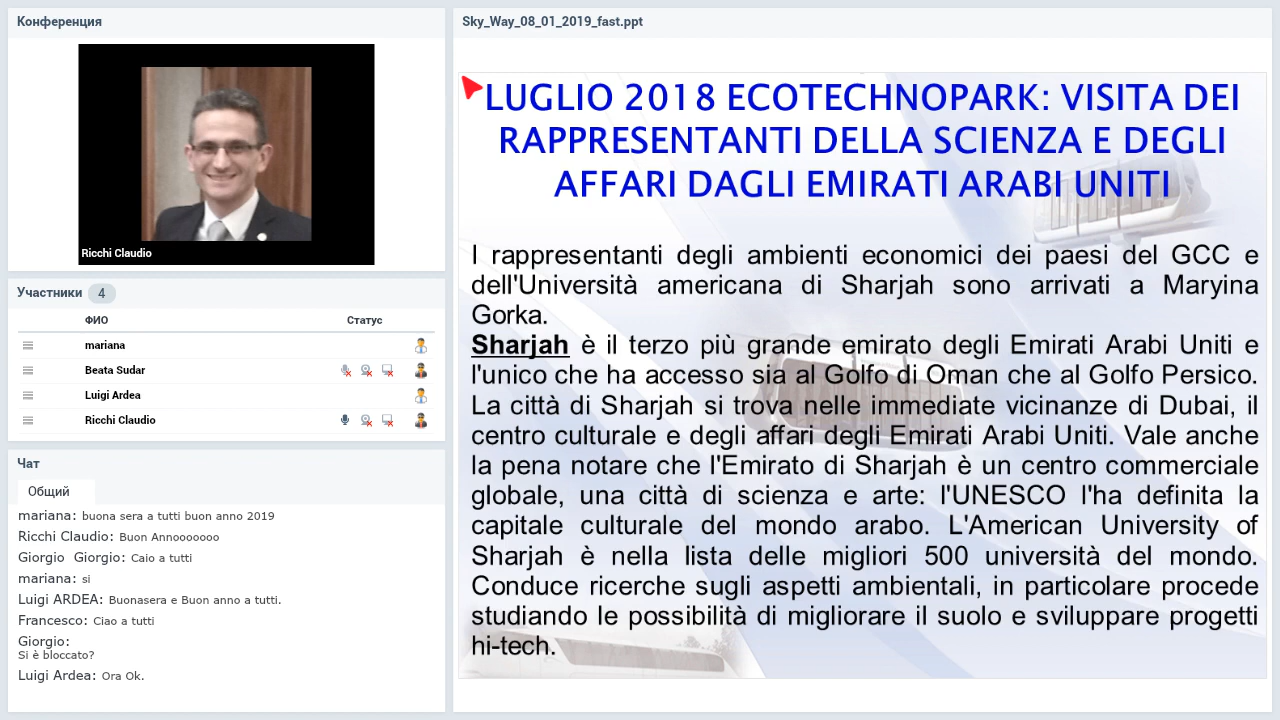 Конференция
Ricchi Claudio
Участники 4
ФИО Статус
mariana
Beata Sudar
Luigi Ardea
Ricchi Claudio
Чат
Общий
mariana: buona sera a tutti buon anno 2019
Ricchi Claudio: Buon Annooooooo
Giorgio Giorgio: Caio a tutti
mariana: si
Luigi ARDEA: Buonasera e Buon anno a tutti.
Francesco: Ciao a tutti
Giorgio:
Si è bloccato?
Luigi Ardea: Ora Ok.
Sky_Way_08_01_2019_fast.ppt
LUGLIO 2018 ECOTECHNOPARK: VISITA DEI
RAPPRESENTANTI DELLA SCIENZA E DEGLI
AFFARI DAGLI EMIRATI ARABI UNITI
I rappresentanti degli ambienti economici dei paesi del GCC e
dell'Università americana di Sharjah sono arrivati a Maryina
Gorka.
Sharjah è il terzo più grande emirato degli Emirati Arabi Uniti e
l'unico che ha accesso sia al Golfo di Oman che al Golfo Persico.
La città di Sharjah si trova nelle immediate vicinanze di Dubai, il
centro culturale e degli affari degli Emirati Arabi Uniti. Vale anche
la pena notare che l'Emirato di Sharjah è un centro commerciale
globale, una città di scienza e arte: l'UNESCO l'ha definita la
capitale culturale del mondo arabo. L'American University of
Sharjah è nella lista delle migliori 500 università del mondo.
Conduce ricerche sugli aspetti ambientali, in particolare procede
studiando le possibilità di migliorare il suolo e sviluppare progetti
hi-tech.